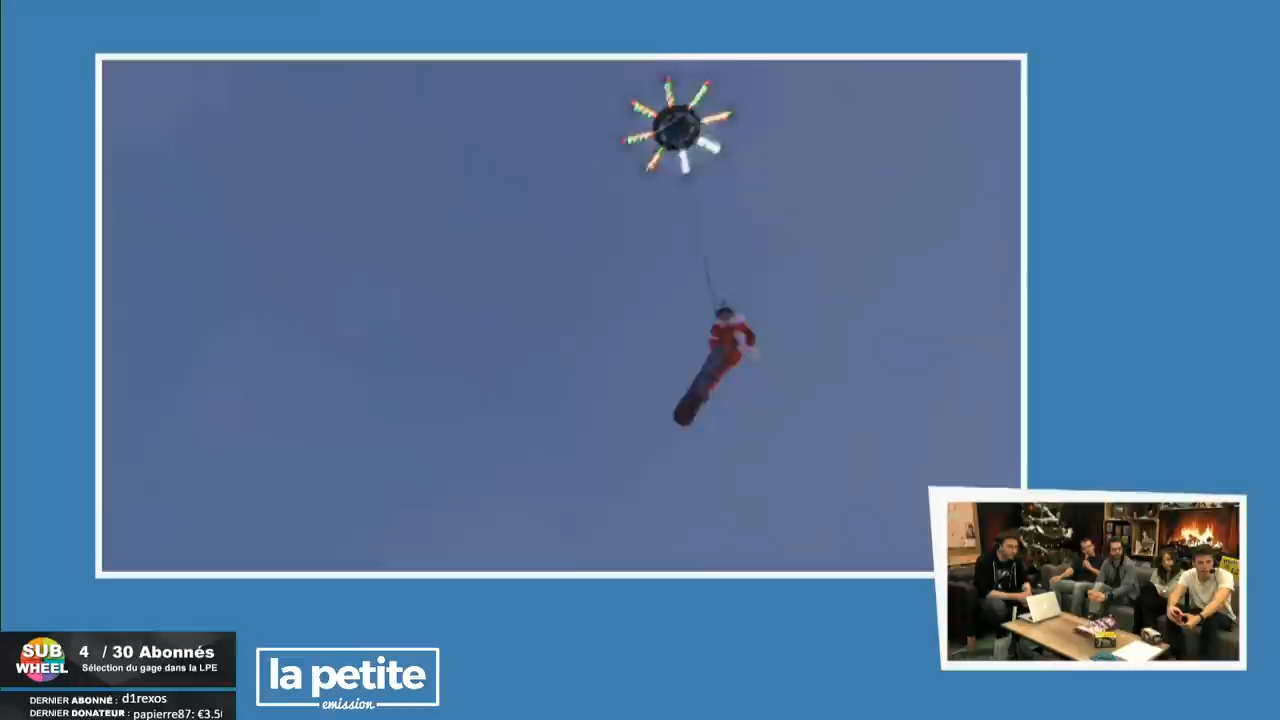 SUB
WHEEL
4 / 30 Abonnés
Sélection du gage dans la LPE
DERNIER ABONNÉ : d1rexos
DERNIER DONATEUR : papierre87: €3.5
la petite
emission